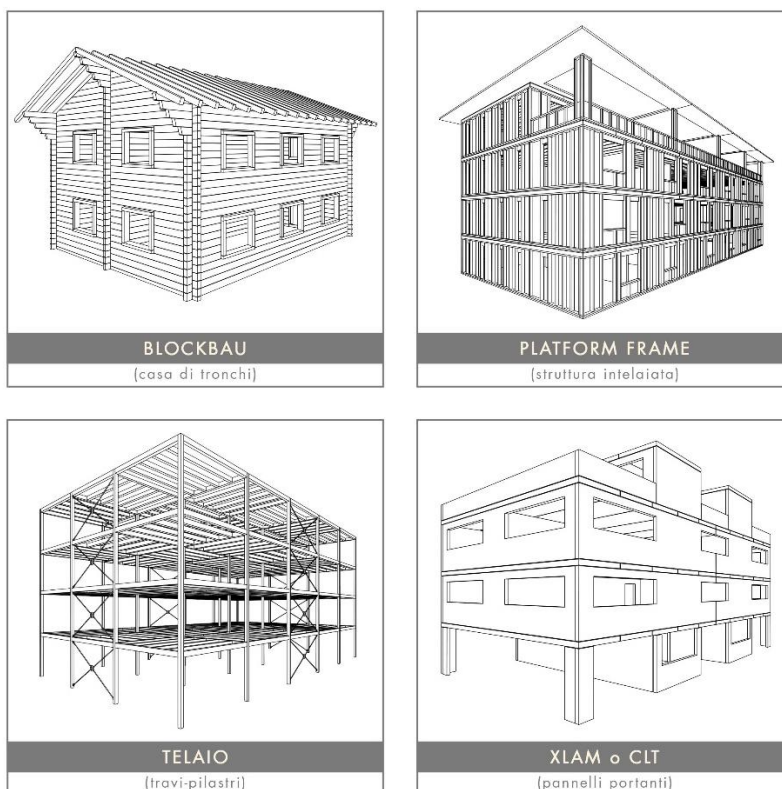 BLOCKBAU
(casa di tronchi)
PLATFORM FRAME
(struttura intelaiata)
TELAIO
(travi-pilastri)
XLAM o CLT
(pannelli portanti)